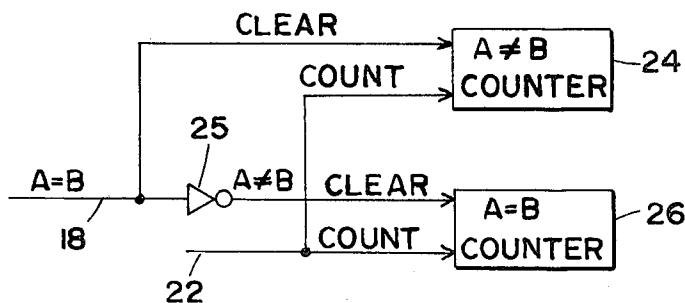 CLEAR
A≠B
COUNTER
24
COUNT
25
A=B
18
A≠B
CLEAR
A=B
COUNTER
26
COUNT
22